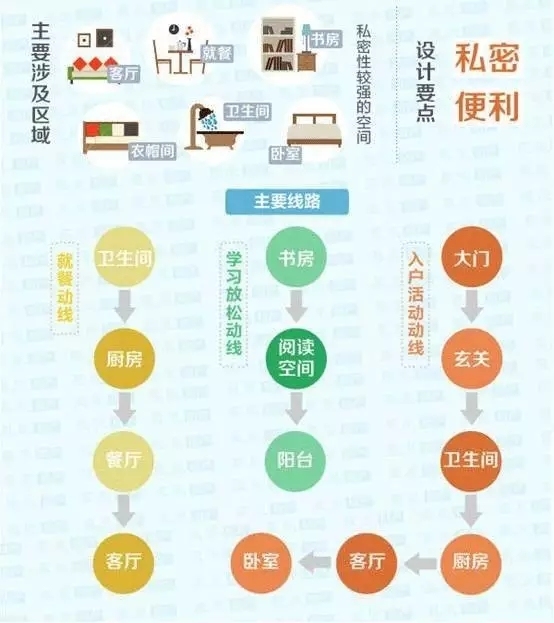 主要涉及区域
客厅
就餐
书房
衣帽间
卫生间
卧室
私密性较强的空间
设计要点
私密
便利
主要线路
就餐动线
卫生间
厨房
餐厅
客厅
学习放松动线
书房
阅读
空间
阳台
入户活动动线
大门
玄关
卫生间
厨房
客厅
卧室